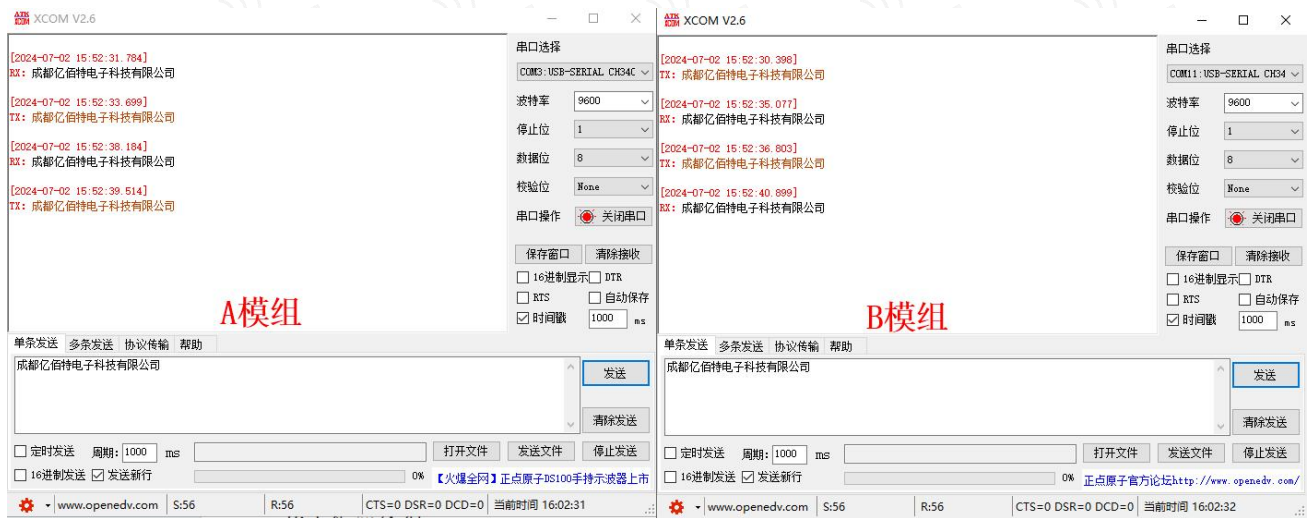 XCOM V2.6
[2024-07-02 15:52:31.784]
RX: 成都亿佰特电子科技有限公司
[2024-07-02 15:52:33.699]
TX: 成都亿佰特电子科技有限公司
[2024-07-02 15:52:38.184]
RX: 成都亿佰特电子科技有限公司
[2024-07-02 15:52:39.514]
TX: 成都亿佰特电子科技有限公司
A模组
串口选择
COM3:USB-SERIAL CH34C
波特率 9600
停止位 1
数据位 8
校验位 None
串口操作 关闭串口
保存窗口 清除接收
16进制显示 DTR
RTS 自动保存
时间戳 1000 ms
单条发送 多条发送 协议传输 帮助
成都亿佰特电子科技有限公司
发送
清除发送
定时发送 周期: 1000 ms 打开文件 发送文件 停止发送
16进制发送 发送新行 0% 【火爆全网】正点原子DS100手持示波器上市
www.openedv.com S:56 R:56 CTS=0 DSR=0 DCD=0 当前时间 16:02:31
XCOM V2.6
[2024-07-02 15:52:30.398]
TX: 成都亿佰特电子科技有限公司
[2024-07-02 15:52:35.077]
RX: 成都亿佰特电子科技有限公司
[2024-07-02 15:52:36.803]
TX: 成都亿佰特电子科技有限公司
[2024-07-02 15:52:40.899]
RX: 成都亿佰特电子科技有限公司
B模组
串口选择
COM11:USB-SERIAL CH34
波特率 9600
停止位 1
数据位 8
校验位 None
串口操作 关闭串口
保存窗口 清除接收
16进制显示 DTR
RTS 自动保存
时间戳 1000 ms
单条发送 多条发送 协议传输 帮助
成都亿佰特电子科技有限公司
发送
清除发送
定时发送 周期: 1000 ms 打开文件 发送文件 停止发送
16进制发送 发送新行 0% 正点原子官方论坛http://www.openedv.com/
www.openedv.com S:56 R:56 CTS=0 DSR=0 DCD=0 当前时间 16:02:32